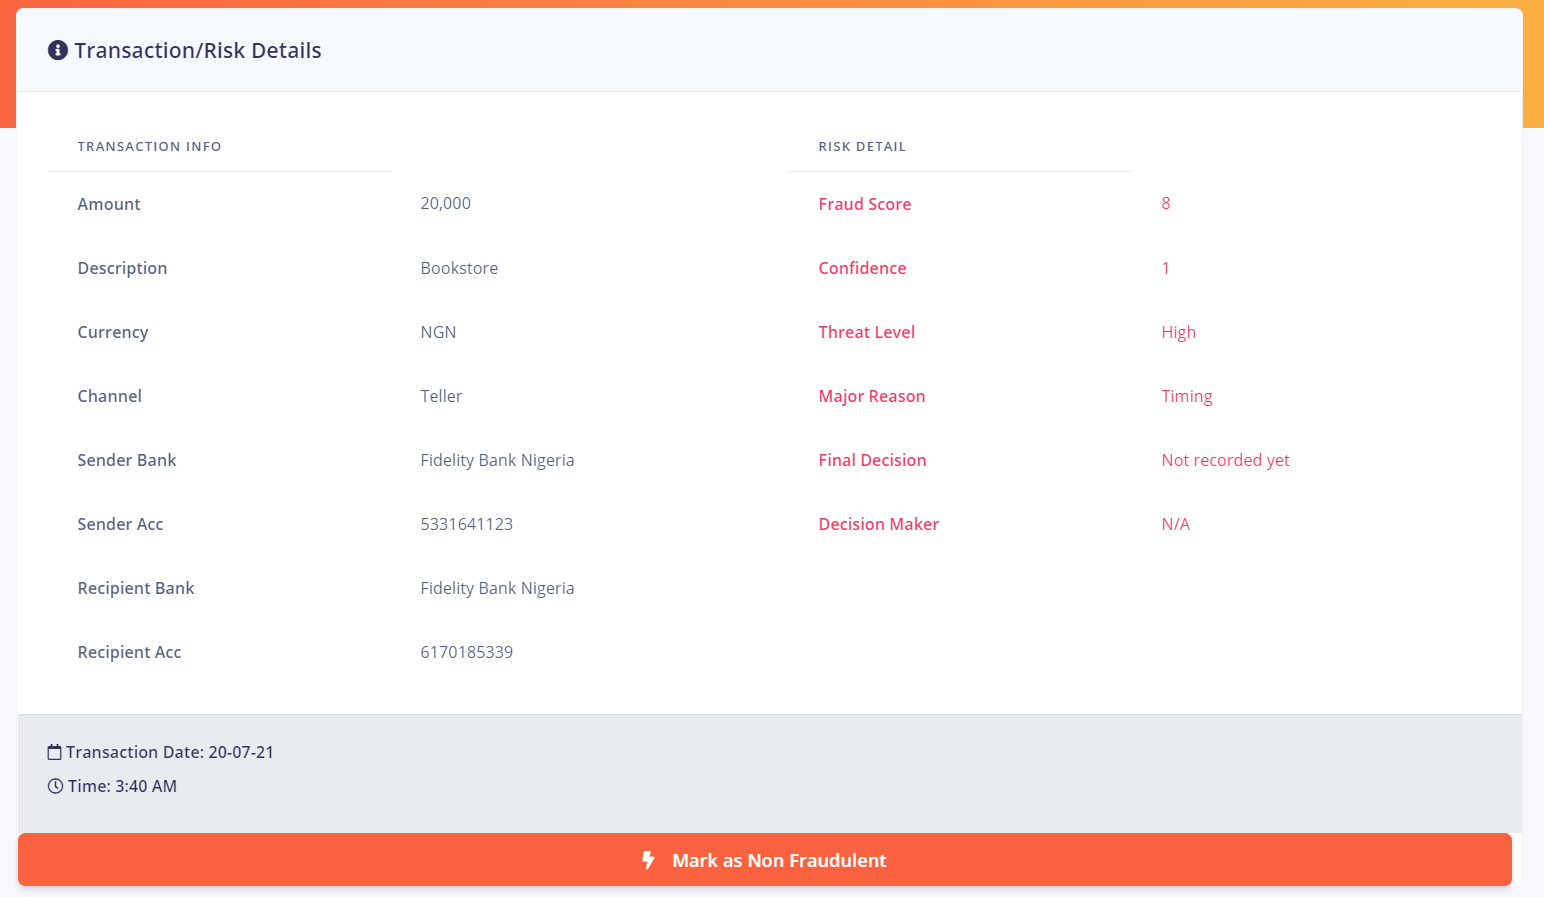 Transaction/Risk Details
TRANSACTION INFO
Amount 20,000
Description Bookstore
Currency NGN
Channel Teller
Sender Bank Fidelity Bank Nigeria
Sender Acc 5331641123
Recipient Bank Fidelity Bank Nigeria
Recipient Acc 6170185339
RISK DETAIL
Fraud Score 8
Confidence 1
Threat Level High
Major Reason Timing
Final Decision Not recorded yet
Decision Maker N/A
Transaction Date: 20-07-21
Time: 3:40 AM
Mark as Non Fraudulent